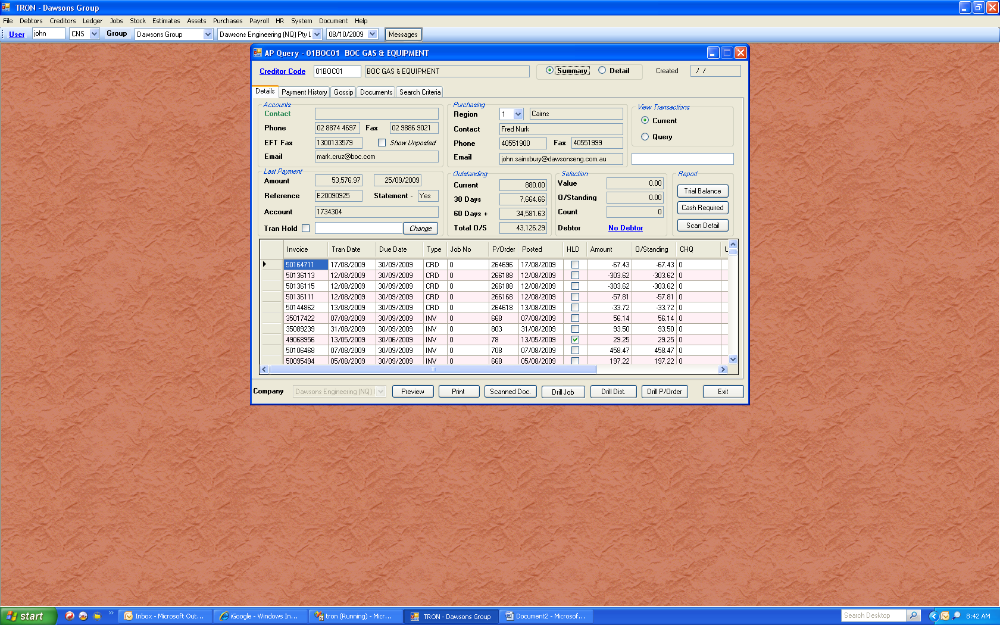 TRON - Dawsons Group
File Debtors Creditors Ledger Jobs Stock Estimates Assets Purchases Payroll HR System Document Help
User john CNS Group Dawsons Group Dawsons Engineering (NQ) Pty L 08/10/2009 Messages
AP Query - 01BOC01 BOC GAS & EQUIPMENT
Creditor Code 01BOC01 BOC GAS & EQUIPMENT Summary Detail Created / /
Details Payment History Gossip Documents Search Criteria
Accounts
Contact
Phone 02 8874 4697 Fax 02 9886 9021
EFT Fax 1300133579 Show Unposted
Email mark.cruz@boc.com
Purchasing
Region 1 Cairns
Contact Fred Nurk
Phone 40551900 Fax 40551999
Email john.sainsbury@dawsonseng.com.au
View Transactions
Current
Query
Last Payment
Amount 53,576.97 25/09/2009
Reference E20090925 Statement - Yes
Account 1734304
Tran Hold Change
Outstanding
Current 880.00
30 Days 7,664.66
60 Days + 34,581.63
Total O/S 43,126.29
Selection
Value 0.00
O/Standing 0.00
Count 0
Debtor No Debtor
Report
Trial Balance
Cash Required
Scan Detail
Invoice Tran Date Due Date Type Job No P/Order Posted HLD Amount O/Standing CHQ
50164711 17/08/2009 30/09/2009 CRD 0 264696 17/08/2009 -67.43 -67.43 0
50136113 12/08/2009 30/09/2009 CRD 0 266188 12/08/2009 -303.62 -303.62 0
50136115 12/08/2009 30/09/2009 CRD 0 266188 12/08/2009 -303.62 -303.62 0
50136111 12/08/2009 30/09/2009 CRD 0 266168 12/08/2009 -57.81 -57.81 0
50144862 13/08/2009 30/09/2009 CRD 0 264618 13/08/2009 -33.72 -33.72 0
35017422 07/08/2009 30/09/2009 INV 0 668 07/08/2009 56.14 56.14 0
35089239 31/08/2009 30/09/2009 INV 0 803 31/08/2009 93.50 93.50 0
49068956 13/05/2009 30/06/2009 INV 0 78 13/05/2009 29.25 29.25 0
50106468 07/08/2009 30/09/2009 INV 0 708 07/08/2009 458.47 458.47 0
50095494 05/08/2009 30/09/2009 INV 0 668 05/08/2009 197.22 197.22 0
Company Dawsons Engineering (NQ) Preview Print Scanned Doc. Drill Job Drill Dist. Drill P/Order Exit
start Inbox - Microsoft Out... iGoogle - Windows In... tron (Running) - Micr... TRON - Dawsons Group Document2 - Microsof... Search Desktop 8:42 AM